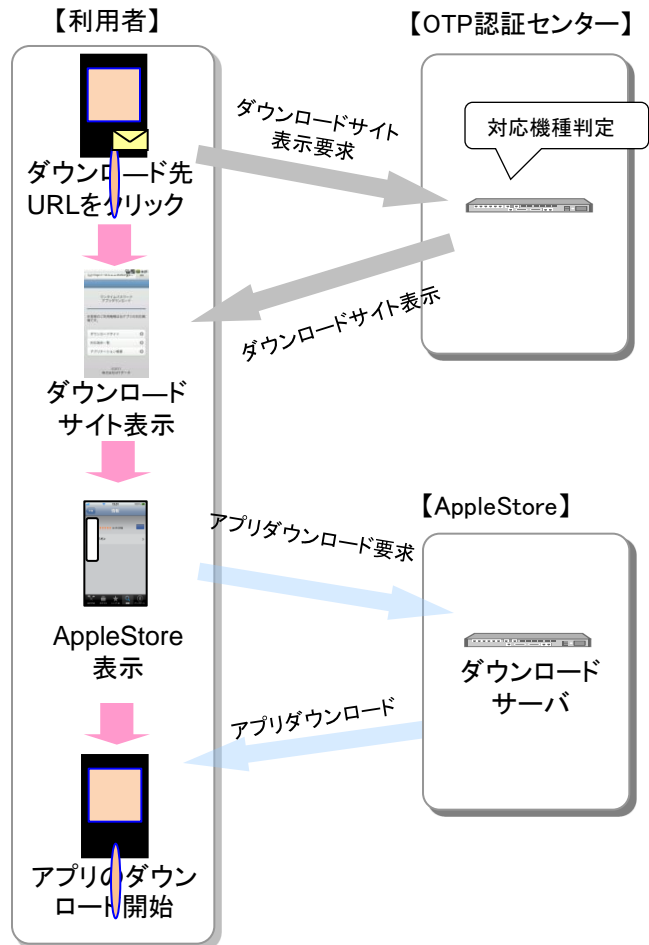 【利用者】
【OTP認証センター】
ダウンロードサイト
表示要求
対応機種判定
ダウンロード先
URLをクリック
ダウンロードサイト表示
ダウンロード
サイト表示
【AppleStore】
アプリダウンロード要求
AppleStore
表示
ダウンロード
サーバ
アプリダウンロード
アプリのダウン
ロード開始